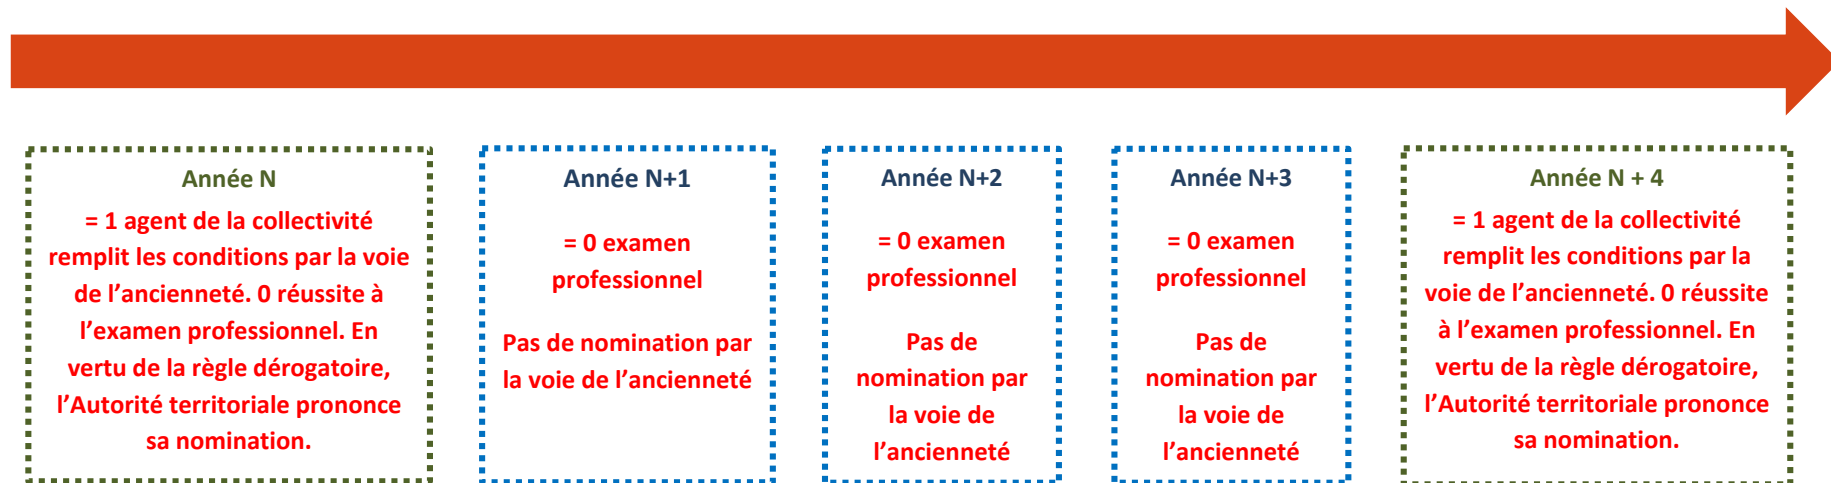 Année N
= 1 agent de la collectivité
remplit les conditions par la voie
de l’ancienneté. 0 réussite à
l’examen professionnel. En
vertu de la règle dérogatoire,
l’Autorité territoriale prononce
sa nomination.
Année N+1
= 0 examen
professionnel
Pas de nomination par
la voie de l’ancienneté
Année N+2
= 0 examen
professionnel
Pas de
nomination par
la voie de
l’ancienneté
Année N+3
= 0 examen
professionnel
Pas de
nomination par
la voie de
l’ancienneté
Année N + 4
= 1 agent de la collectivité
remplit les conditions par la
voie de l’ancienneté. 0 réussite
à l’examen professionnel. En
vertu de la règle dérogatoire,
l’Autorité territoriale prononce
sa nomination.